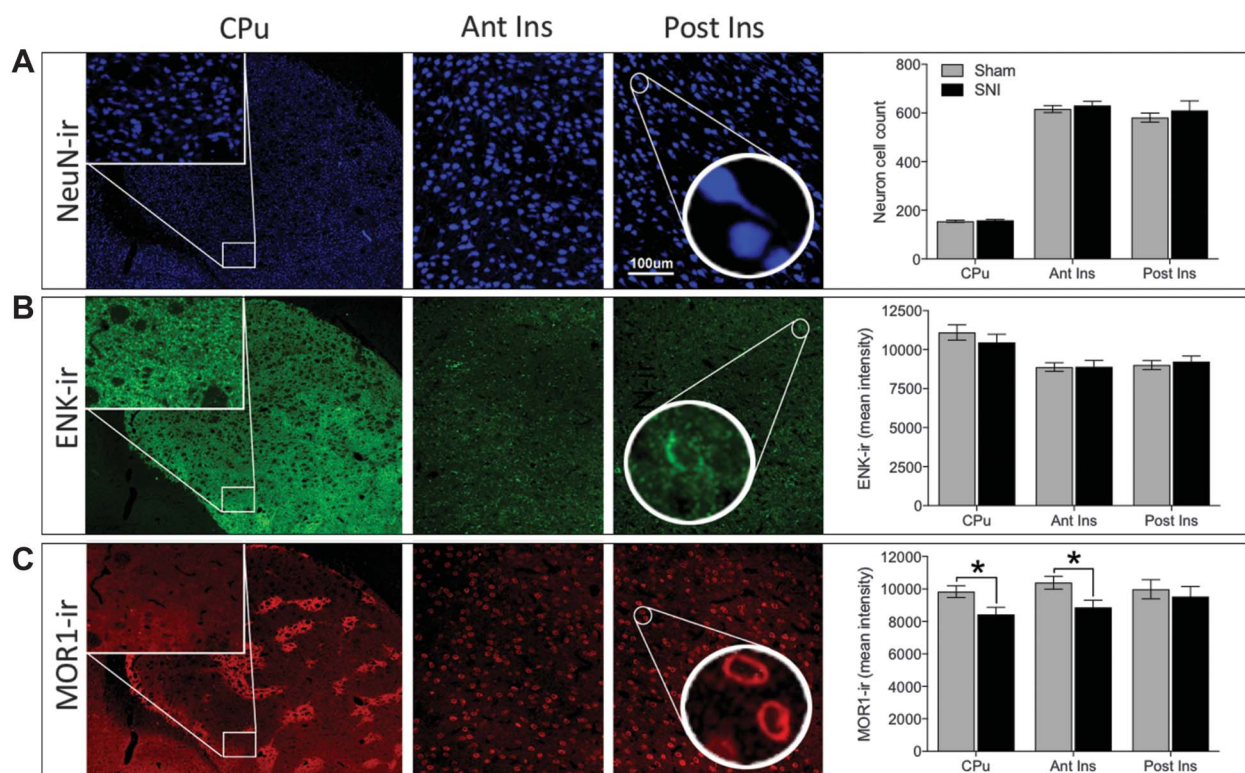 CPu Ant Ins Post Ins
A
NeuN-ir
100um
Sham
SNI
Neuron cell count
800
600
400
200
0
CPu Ant Ins Post Ins
B
ENK-ir
ENK-ir (mean intensity)
12500
10000
7500
5000
2500
0
CPu Ant Ins Post Ins
C
MOR1-ir
MOR1-ir (mean intensity)
12000
10000
8000
6000
4000
2000
0
* *
CPu Ant Ins Post Ins